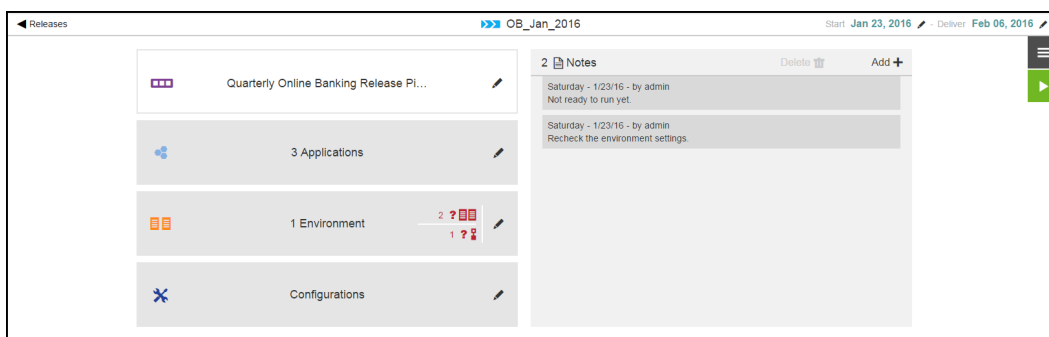 Releases
OB_Jan_2016
Start Jan 23, 2016 - Deliver Feb 06, 2016
Quarterly Online Banking Release Pi...
3 Applications
1 Environment
2 ?
1 ?
Configurations
2 Notes Delete Add +
Saturday - 1/23/16 - by admin
Not ready to run yet.
Saturday - 1/23/16 - by admin
Recheck the environment settings.